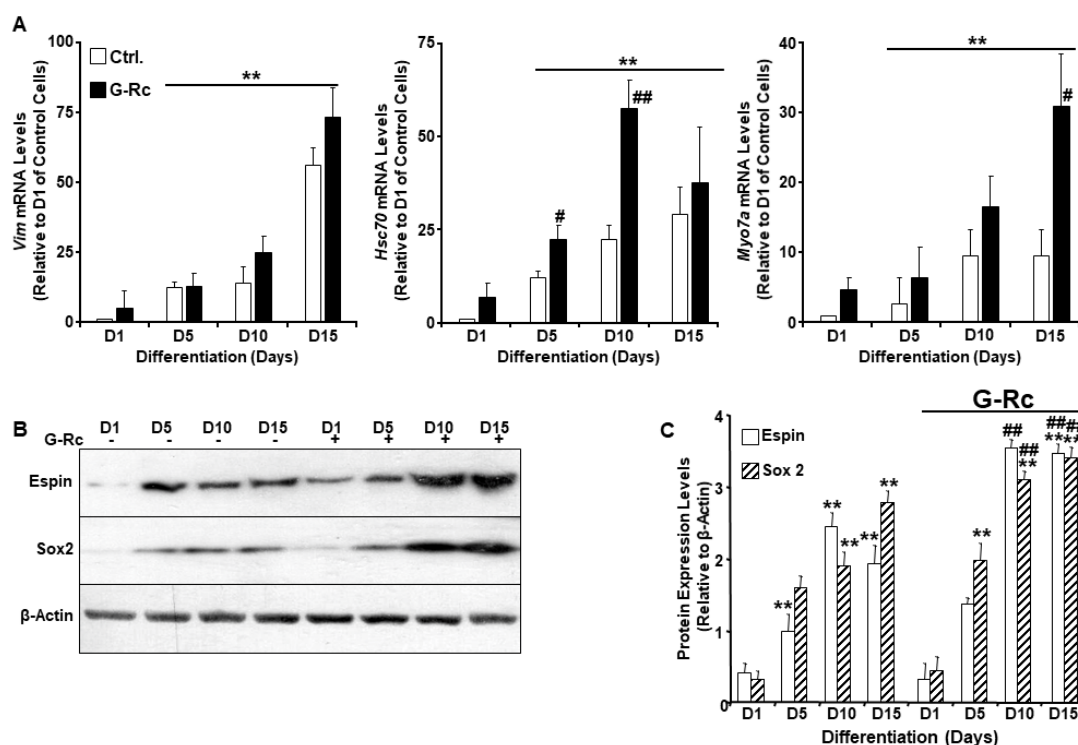 A
Vim mRNA Levels
(Relative to D1 of Control Cells)
100
75
50
25
0
Ctrl.
G-Rc
**
D1 D5 D10 D15
Differentiation (Days)
Hsc70 mRNA Levels
(Relative to D1 of Control Cells)
75
50
25
0
**
#
##
D1 D5 D10 D15
Differentiation (Days)
Myo7a mRNA Levels
(Relative to D1 of Control Cells)
40
30
20
10
0
**
#
D1 D5 D10 D15
Differentiation (Days)
B
D1 D5 D10 D15 D1 D5 D10 D15
G-Rc - - - - + + + +
Espin
Sox2
β-Actin
C
G-Rc
Espin
Sox 2
Protein Expression Levels
(Relative to β-Actin)
4
3
2
1
0
** ** ** ** ** ** ## ## ** ## ** ## **
D1 D5 D10 D15 D1 D5 D10 D15
Differentiation (Days)